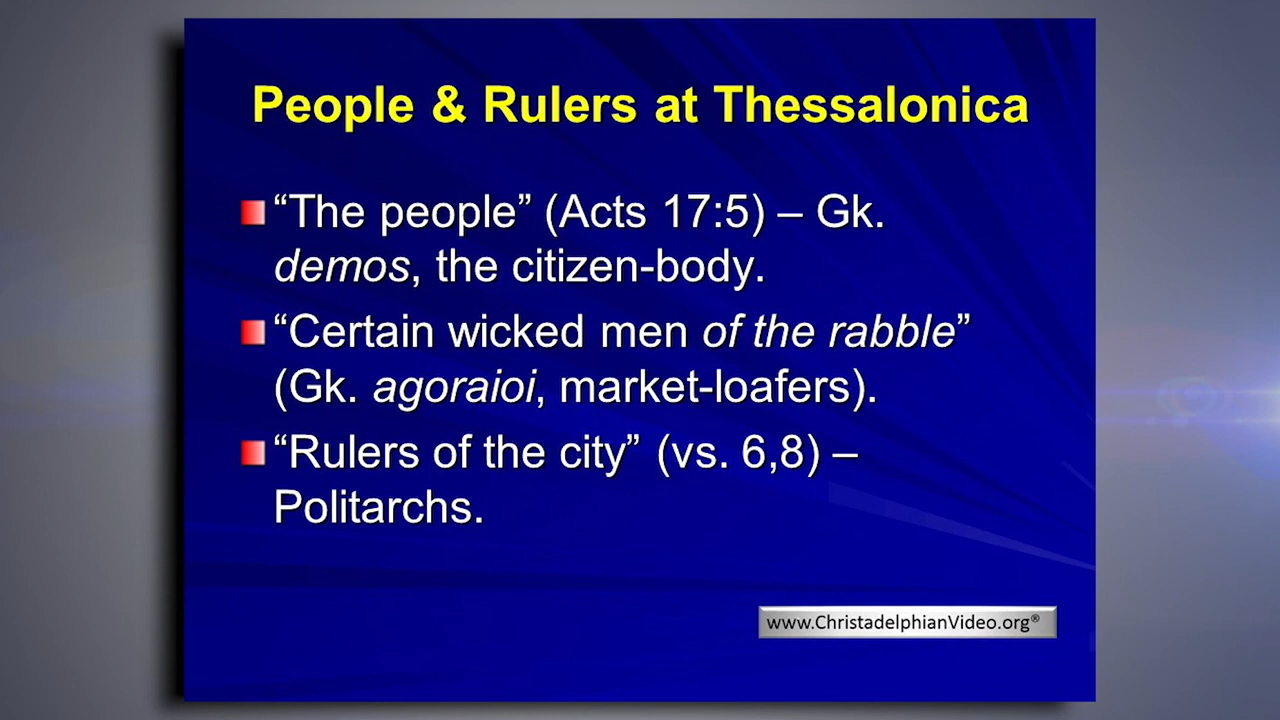 People & Rulers at Thessalonica
“The people” (Acts 17:5) – Gk.
demos, the citizen-body.
“Certain wicked men of the rabble”
(Gk. agoraioi, market-loafers).
“Rulers of the city” (vs. 6,8) –
Politarchs.
www.ChristadelphianVideo.org®